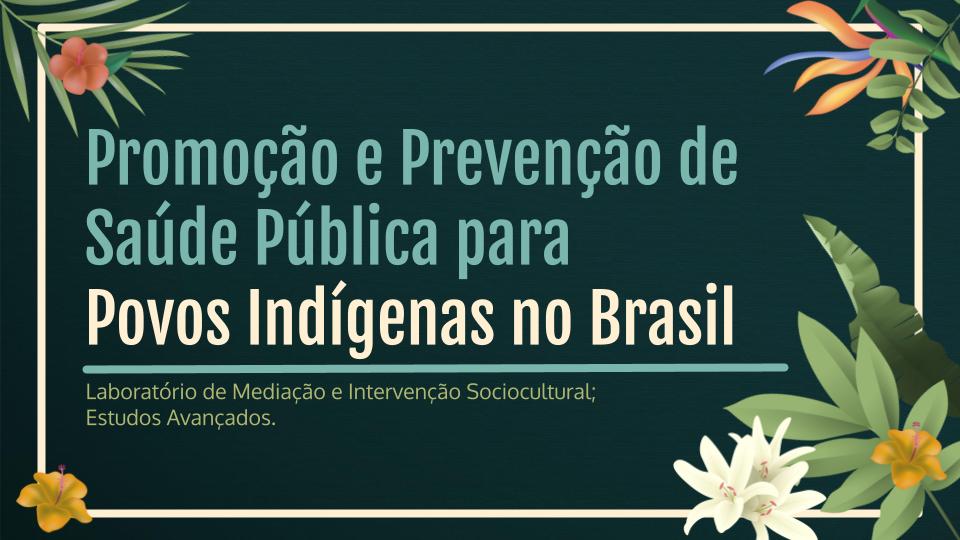 Promoção e Prevenção de
Saúde Pública para
Povos Indígenas no Brasil
Laboratório de Mediação e Intervenção Sociocultural;
Estudos Avançados.